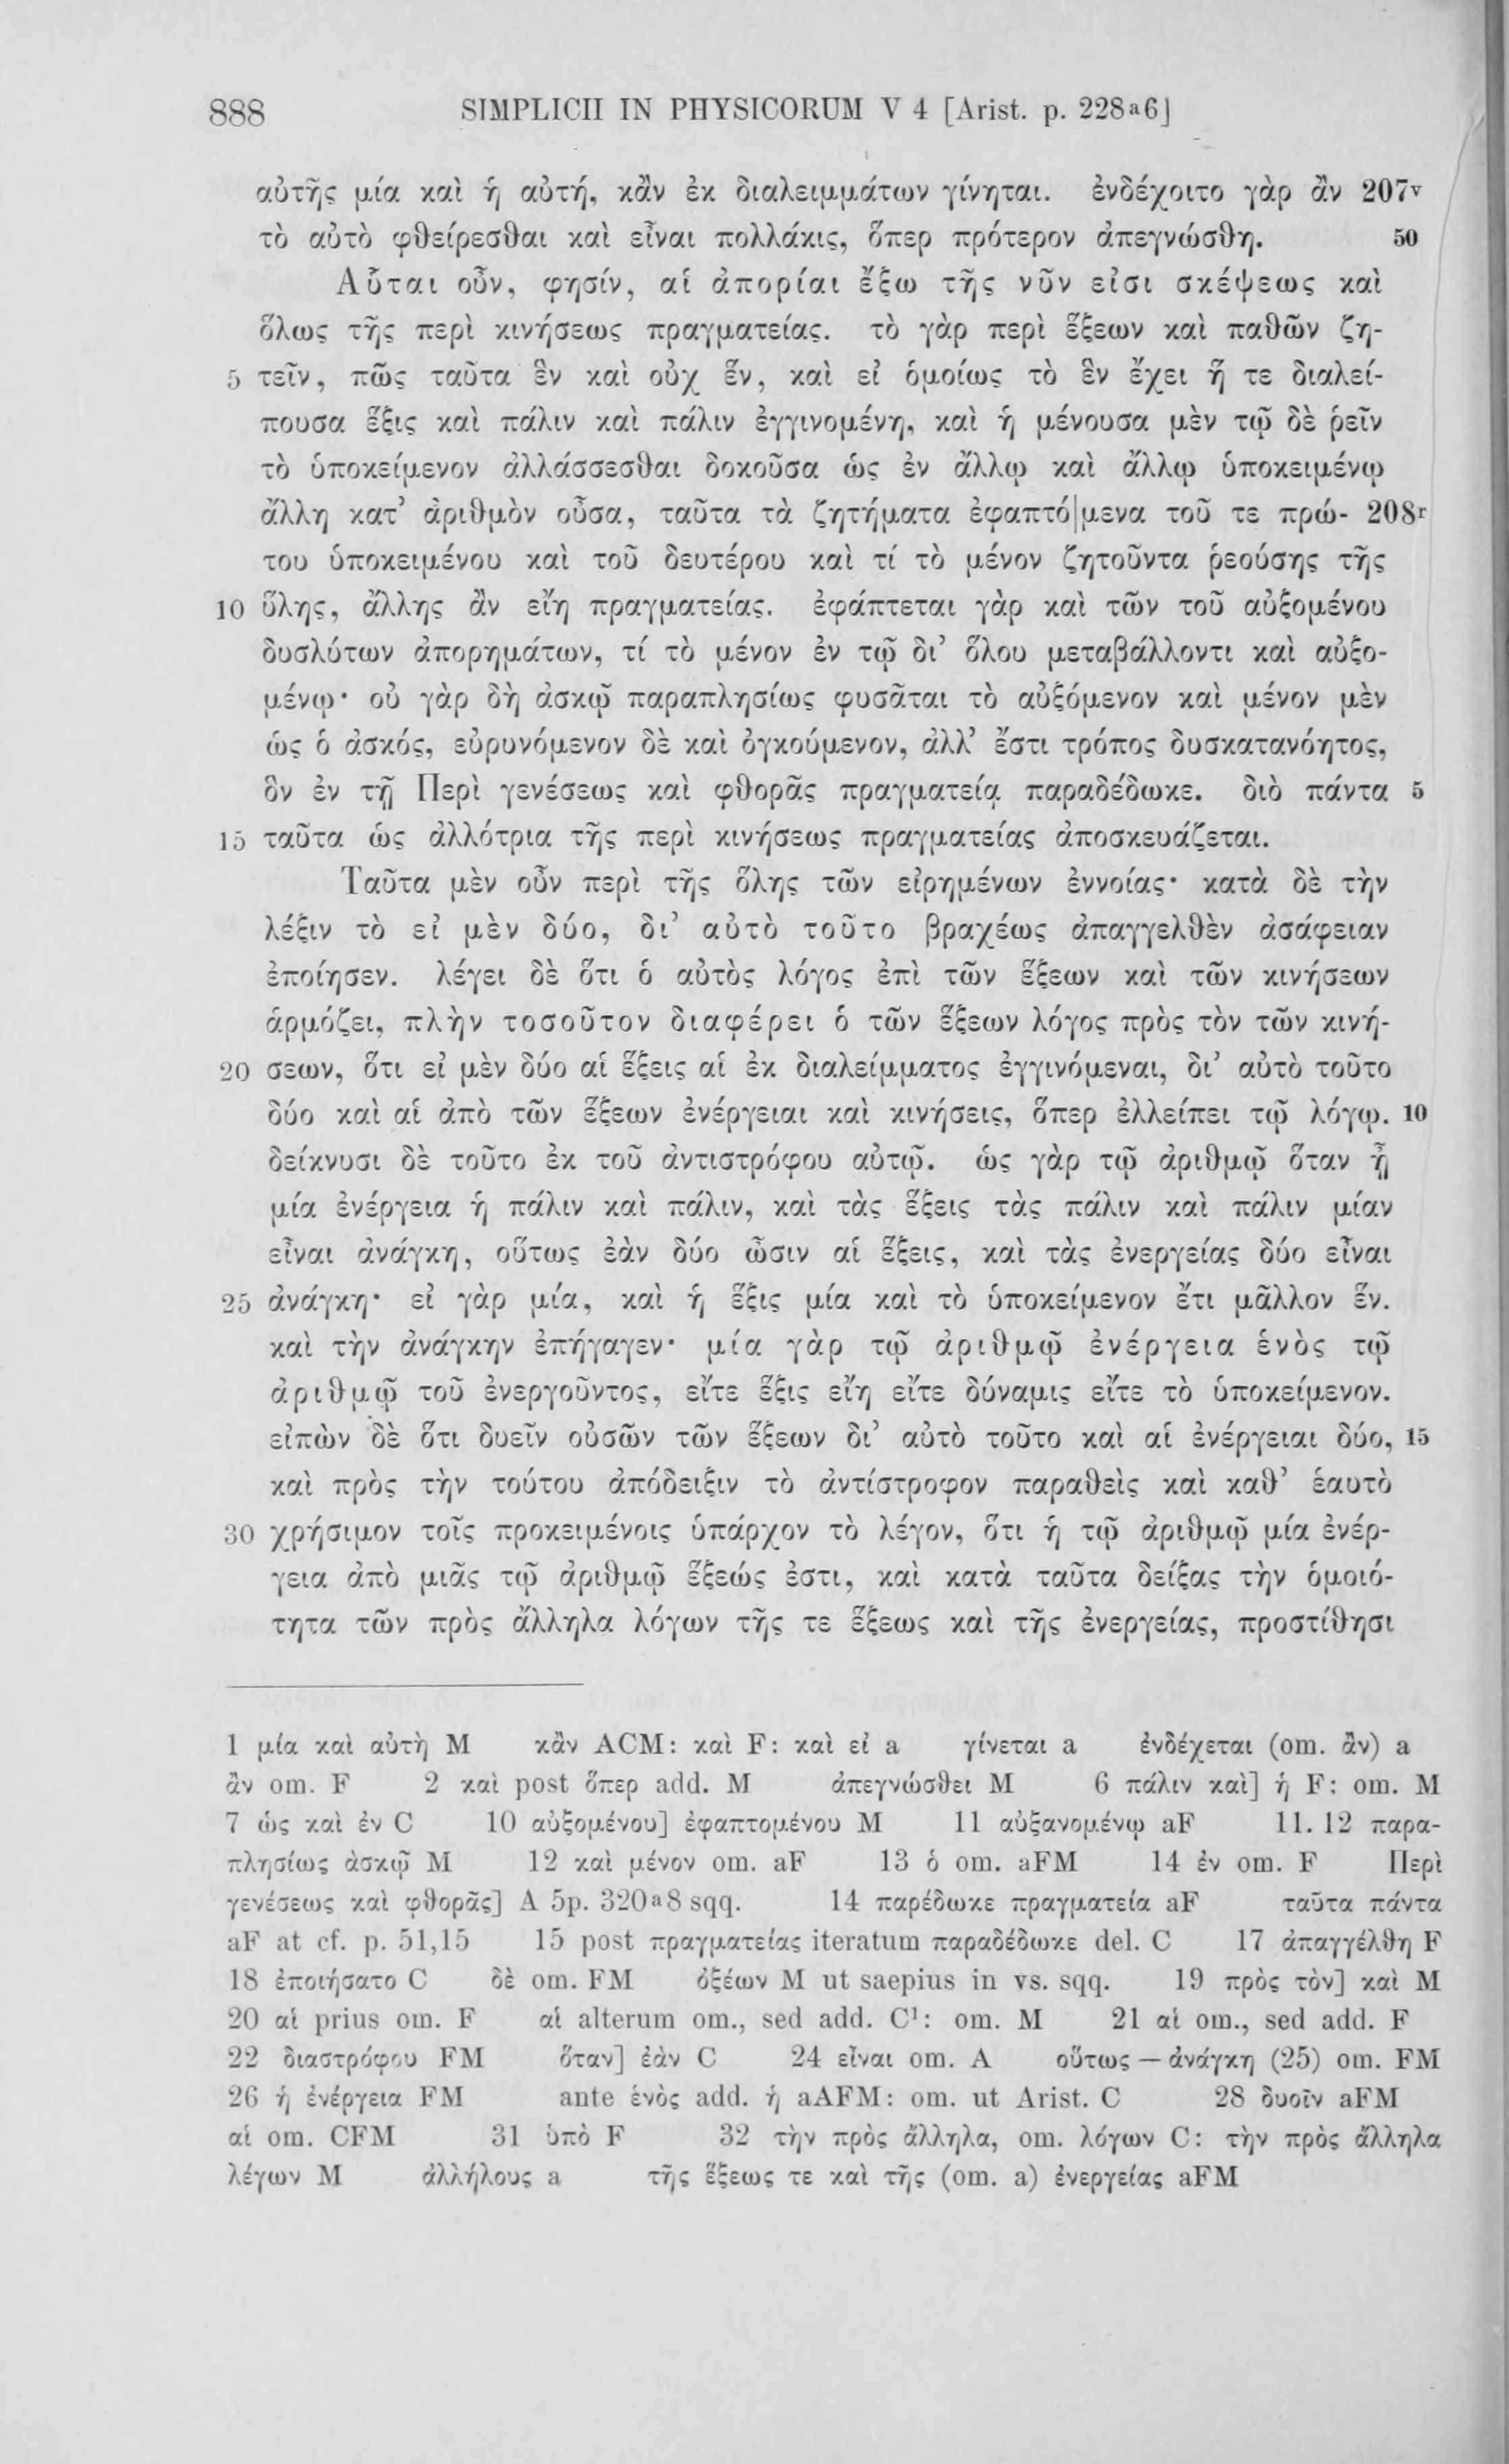 888 SIMPLICII IN PHYSICORUM V 4 [Arist. p. 228ᵃ6]
αὐτῆς μία καὶ ἡ αὐτή, κἂν ἐκ διαλειμμάτων γίνηται. ἐνδέχοιτο γὰρ ἂν 207ᵛ
τὸ αὐτὸ φθείρεσθαι καὶ εἶναι πολλάκις, ὅπερ πρότερον ἀπεγνώσθη. 50
Αὗται οὖν, φησίν, αἱ ἀπορίαι ἔξω τῆς νῦν εἰσι σκέψεως καὶ
ὅλως τῆς περὶ κινήσεως πραγματείας. τὸ γὰρ περὶ ἕξεων καὶ παθῶν ζη-
5 τεῖν, πῶς ταῦτα ἓν καὶ οὐχ ἕν, καὶ εἰ ὁμοίως τὸ ἓν ἔχει ἥ τε διαλεί-
πουσα ἕξις καὶ πάλιν καὶ πάλιν ἐγγινομένη, καὶ ἡ μένουσα μὲν τῷ δὲ ῥεῖν
τὸ ὑποκείμενον ἀλλάσσεσθαι δοκοῦσα ὡς ἐν ἄλλῳ καὶ ἄλλῳ ὑποκειμένῳ
ἄλλη κατ’ ἀριθμὸν οὖσα, ταῦτα τὰ ζητήματα ἐφαπτό|μενα τοῦ τε πρώ- 208ʳ
του ὑποκειμένου καὶ τοῦ δευτέρου καὶ τί τὸ μένον ζητοῦντα ῥεούσης τῆς
10 ὕλης, ἄλλης ἂν εἴη πραγματείας. ἐφάπτεται γὰρ καὶ τῶν τοῦ αὐξομένου
δυσλύτων ἀπορημάτων, τί τὸ μένον ἐν τῷ δι’ ὅλου μεταβάλλοντι καὶ αὐξο-
μένῳ· οὐ γὰρ δὴ ἀσκῷ παραπλησίως φυσᾶται τὸ αὐξόμενον καὶ μένον μὲν
ὡς ὁ ἀσκός, εὐρυνόμενον δὲ καὶ ὀγκούμενον, ἀλλ’ ἔστι τρόπος δυσκατανόητος,
ὃν ἐν τῇ Περὶ γενέσεως καὶ φθορᾶς πραγματείᾳ παραδέδωκε. διὸ πάντα 5
15 ταῦτα ὡς ἀλλότρια τῆς περὶ κινήσεως πραγματείας ἀποσκευάζεται.
Ταῦτα μὲν οὖν περὶ τῆς ὅλης τῶν εἰρημένων ἐννοίας· κατὰ δὲ τὴν
λέξιν τὸ εἰ μὲν δύο, δι’ αὐτὸ τοῦτο βραχέως ἀπαγγελθὲν ἀσάφειαν
ἐποίησεν. λέγει δὲ ὅτι ὁ αὐτὸς λόγος ἐπὶ τῶν ἕξεων καὶ τῶν κινήσεων
ἁρμόζει, πλὴν τοσοῦτον διαφέρει ὁ τῶν ἕξεων λόγος πρὸς τὸν τῶν κινή-
20 σεων, ὅτι εἰ μὲν δύο αἱ ἕξεις αἱ ἐκ διαλείμματος ἐγγινόμεναι, δι’ αὐτὸ τοῦτο
δύο καὶ αἱ ἀπὸ τῶν ἕξεων ἐνέργειαι καὶ κινήσεις, ὅπερ ἐλλείπει τῷ λόγῳ. 10
δείκνυσι δὲ τοῦτο ἐκ τοῦ ἀντιστρόφου αὐτῷ. ὡς γὰρ τῷ ἀριθμῷ ὅταν ᾖ
μία ἐνέργεια ἡ πάλιν καὶ πάλιν, καὶ τὰς ἕξεις τὰς πάλιν καὶ πάλιν μίαν
εἶναι ἀνάγκη, οὕτως ἐὰν δύο ὦσιν αἱ ἕξεις, καὶ τὰς ἐνεργείας δύο εἶναι
25 ἀνάγκη· εἰ γὰρ μία, καὶ ἡ ἕξις μία καὶ τὸ ὑποκείμενον ἔτι μᾶλλον ἕν.
καὶ τὴν ἀνάγκην ἐπήγαγεν· μία γὰρ τῷ ἀριθμῷ ἐνέργεια ἑνὸς τῷ
ἀριθμῷ τοῦ ἐνεργοῦντος, εἴτε ἕξις εἴη εἴτε δύναμις εἴτε τὸ ὑποκείμενον.
εἰπὼν δὲ ὅτι δυεῖν οὐσῶν τῶν ἕξεων δι’ αὐτὸ τοῦτο καὶ αἱ ἐνέργειαι δύο, 15
καὶ πρὸς τὴν τούτου ἀπόδειξιν τὸ ἀντίστροφον παραθεὶς καὶ καθ’ ἑαυτὸ
30 χρήσιμον τοῖς προκειμένοις ὑπάρχον τὸ λέγον, ὅτι ἡ τῷ ἀριθμῷ μία ἐνέρ-
γεια ἀπὸ μιᾶς τῷ ἀριθμῷ ἕξεώς ἐστι, καὶ κατὰ ταῦτα δείξας τὴν ὁμοιό-
τητα τῶν πρὸς ἄλληλα λόγων τῆς τε ἕξεως καὶ τῆς ἐνεργείας, προστίθησι
1 μία καὶ αὐτὴ M κἂν ACM: καὶ F: καὶ εἰ a γίνεται a ἐνδέχεται (om. ἂν) a
ἂν om. F 2 καὶ post ὅπερ add. M ἀπεγνώσθει M 6 πάλιν καὶ] ἡ F: om. M
7 ὡς καὶ ἐν C 10 αὐξομένου] ἐφαπτομένου M 11 αὐξανομένῳ aF 11. 12 παρα-
πλησίως ἀσκῷ M 12 καὶ μένον om. aF 13 ὁ om. aFM 14 ἐν om. F Περὶ
γενέσεως καὶ φθορᾶς] A 5p. 320ᵃ8 sqq. 14 παρέδωκε πραγματεία aF ταῦτα πάντα
aF at cf. p. 51,15 15 post πραγματείας iteratum παραδέδωκε del. C 17 ἀπαγγέλθη F
18 ἐποιήσατο C δὲ om. FM ὀξέων M ut saepius in vs. sqq. 19 πρὸς τὸν] καὶ M
20 αἱ prius om. F αἱ alterum om., sed add. C¹: om. M 21 αἱ om., sed add. F
22 διαστρόφου FM ὅταν] ἐὰν C 24 εἶναι om. A οὕτως — ἀνάγκη (25) om. FM
26 ἡ ἐνέργεια FM ante ἑνὸς add. ἡ aAFM: om. ut Arist. C 28 δυοῖν aFM
αἱ om. CFM 31 ὑπὸ F 32 τὴν πρὸς ἄλληλα, om. λόγων C: τὴν πρὸς ἄλληλα
λέγων M ἀλλήλους a τῆς ἕξεως τε καὶ τῆς (om. a) ἐνεργείας aFM